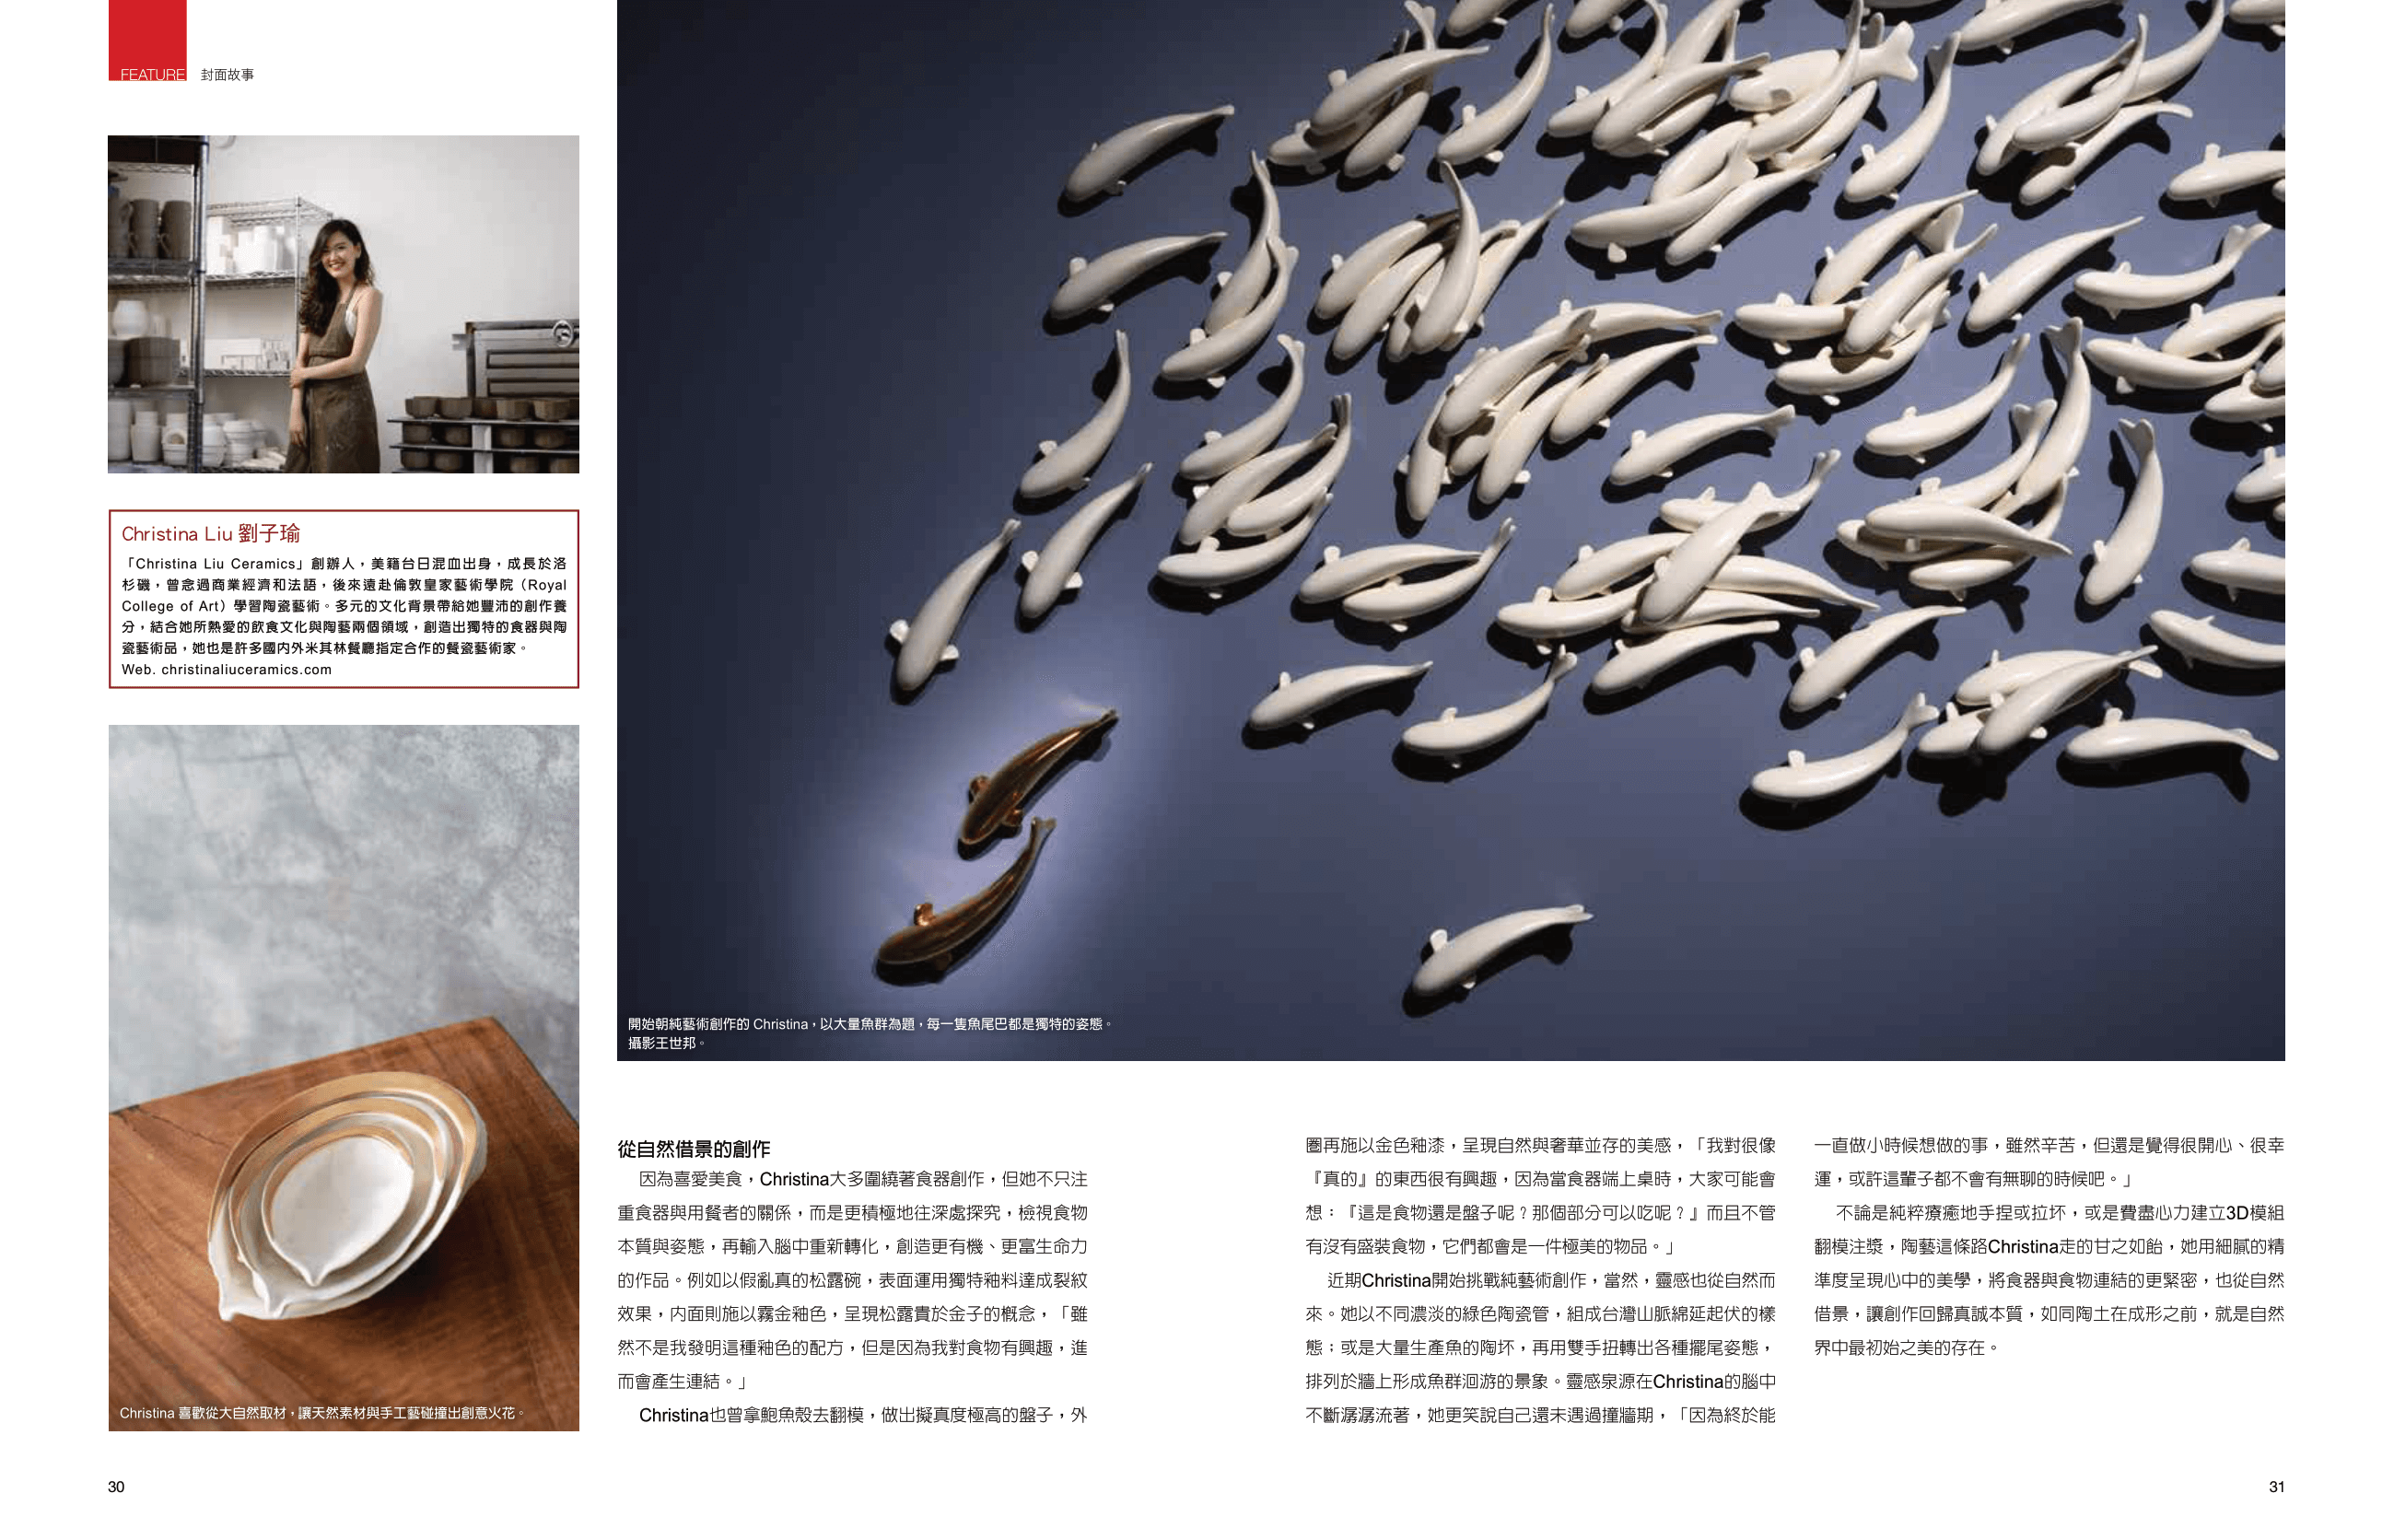 FEATURE 封面故事
Christina Liu 劉子瑜
「Christina Liu Ceramics」創辦人，美籍台日混血出身，成長於洛
杉磯，曾念過商業經濟和法語，後來遠赴倫敦皇家藝術學院（Royal
College of Art）學習陶瓷藝術。多元的文化背景帶給她豐沛的創作養
分，結合她所熱愛的飲食文化與陶藝兩個領域，創造出獨特的食器與陶
瓷藝術品，她也是許多國內外米其林餐廳指定合作的餐瓷藝術家。
Web. christinaliuceramics.com
Christina 喜歡從大自然取材，讓天然素材與手工藝碰撞出創意火花。
開始朝純藝術創作的 Christina，以大量魚群為題，每一隻魚尾巴都是獨特的姿態。
攝影王世邦。
從自然借景的創作
因為喜愛美食，Christina大多圍繞著食器創作，但她不只注
重食器與用餐者的關係，而是更積極地往深處探究，檢視食物
本質與姿態，再輸入腦中重新轉化，創造更有機、更富生命力
的作品。例如以假亂真的松露碗，表面運用獨特釉料達成裂紋
效果，內面則施以霧金釉色，呈現松露貴於金子的概念，「雖
然不是我發明這種釉色的配方，但是因為我對食物有興趣，進
而會產生連結。」
Christina也曾拿鮑魚殼去翻模，做出擬真度極高的盤子，外
圈再施以金色釉漆，呈現自然與奢華並存的美感，「我對很像
『真的』的東西很有興趣，因為當食器端上桌時，大家可能會
想：『這是食物還是盤子呢？那個部分可以吃呢？』而且不管
有沒有盛裝食物，它們都會是一件極美的物品。」
近期Christina開始挑戰純藝術創作，當然，靈感也從自然而
來。她以不同濃淡的綠色陶瓷管，組成台灣山脈綿延起伏的樣
態；或是大量生產魚的陶坏，再用雙手扭轉出各種擺尾姿態，
排列於牆上形成魚群洄游的景象。靈感泉源在Christina的腦中
不斷潺潺流著，她更笑說自己還未遇過撞牆期，「因為終於能
一直做小時候想做的事，雖然辛苦，但還是覺得很開心、很幸
運，或許這輩子都不會有無聊的時候吧。」
不論是純粹療癒地手捏或拉坏，或是費盡心力建立3D模組
翻模注漿，陶藝這條路Christina走的甘之如飴，她用細膩的精
準度呈現心中的美學，將食器與食物連結的更緊密，也從自然
借景，讓創作回歸真誠本質，如同陶土在成形之前，就是自然
界中最初始之美的存在。
30
31